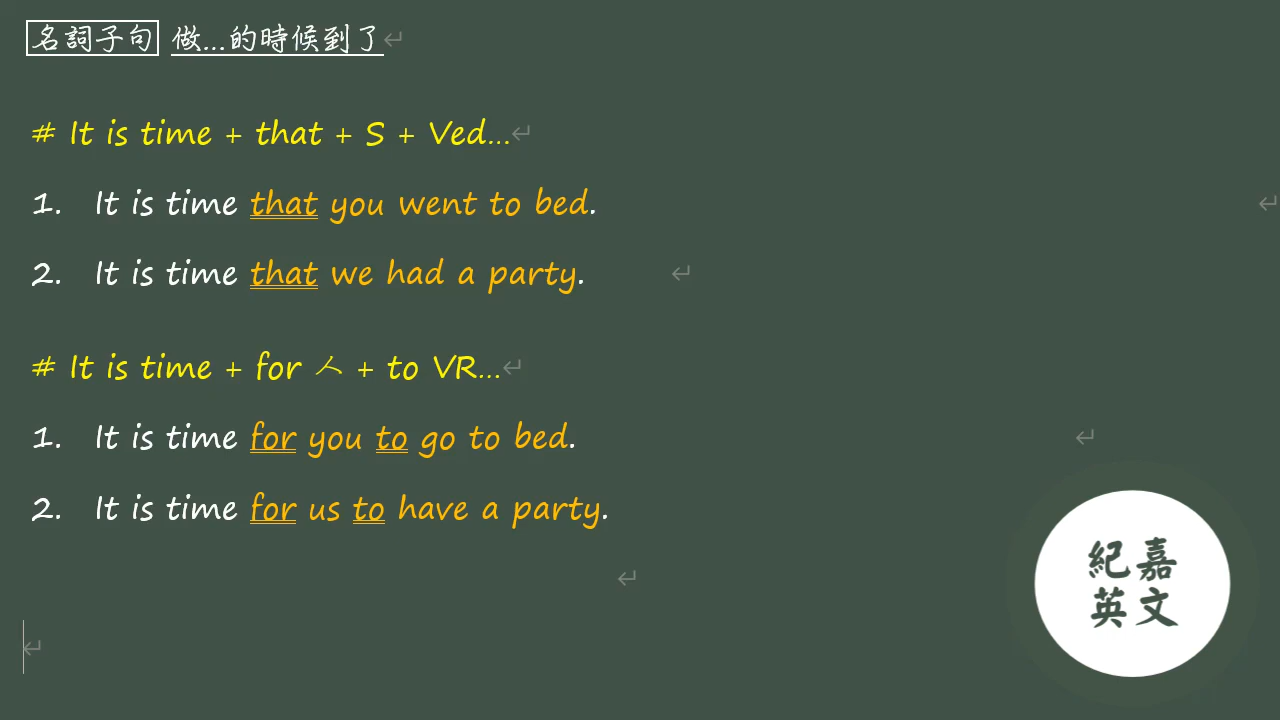 名詞子句 做…的時候到了↵
# It is time + that + S + Ved…↵
1. It is time that you went to bed. ↵
2. It is time that we had a party. ↵
# It is time + for 人 + to VR…↵
1. It is time for you to go to bed. ↵
2. It is time for us to have a party.
↵
↵
紀嘉
英文